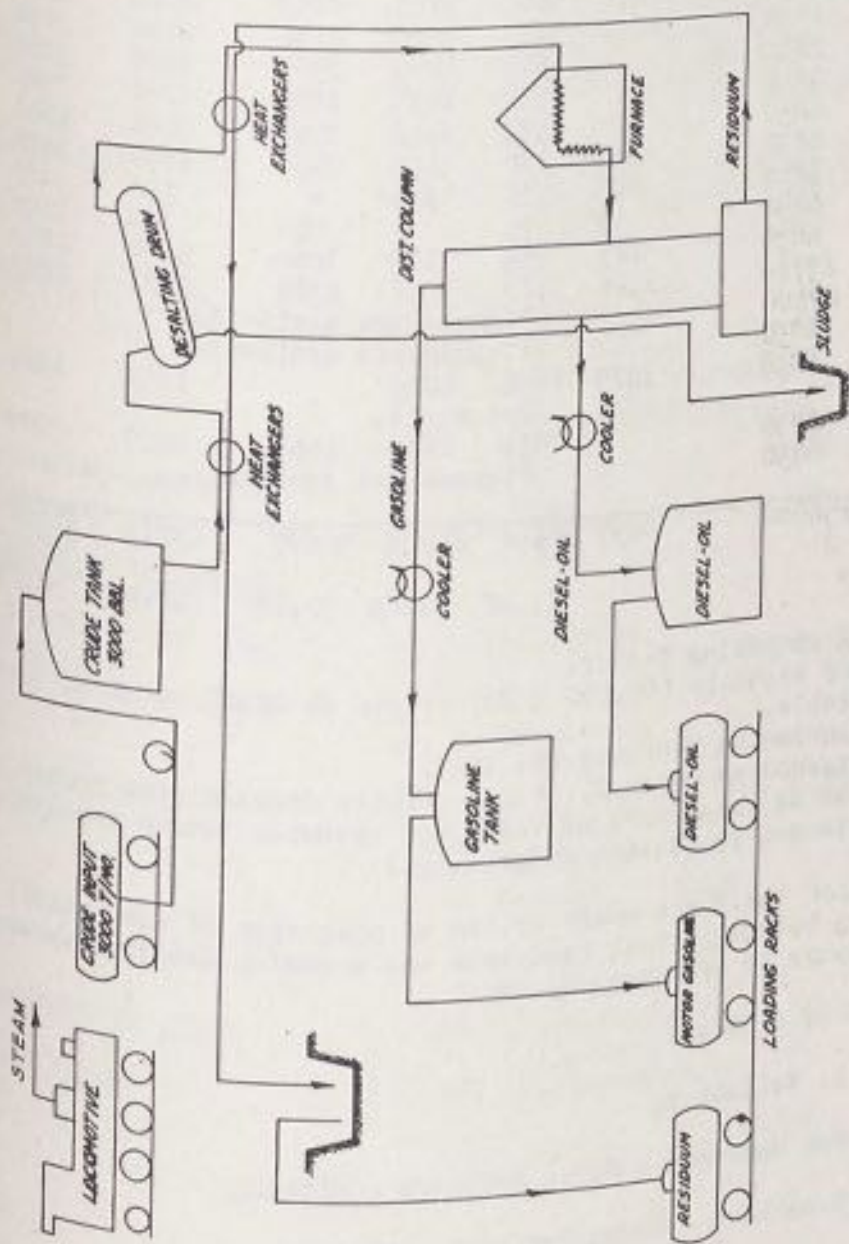 STEAM
LOCOMOTIVE
CRUDE INPUT
3000 T/MO.
CRUDE TANK
3000 BAL.
DESALTING DRUM
HEAT
EXCHANGERS
HEAT
EXCHANGERS
GASOLINE
DIST. COLUMN
COOLER
GASOLINE
TANK
FURNACE
DIESEL-OIL
COOLER
RESIDUUM
MOTOR GASOLINE
DIESEL-OIL
DIESEL-OIL
RESIDUUM
LOADING RACKS
SLUDGE